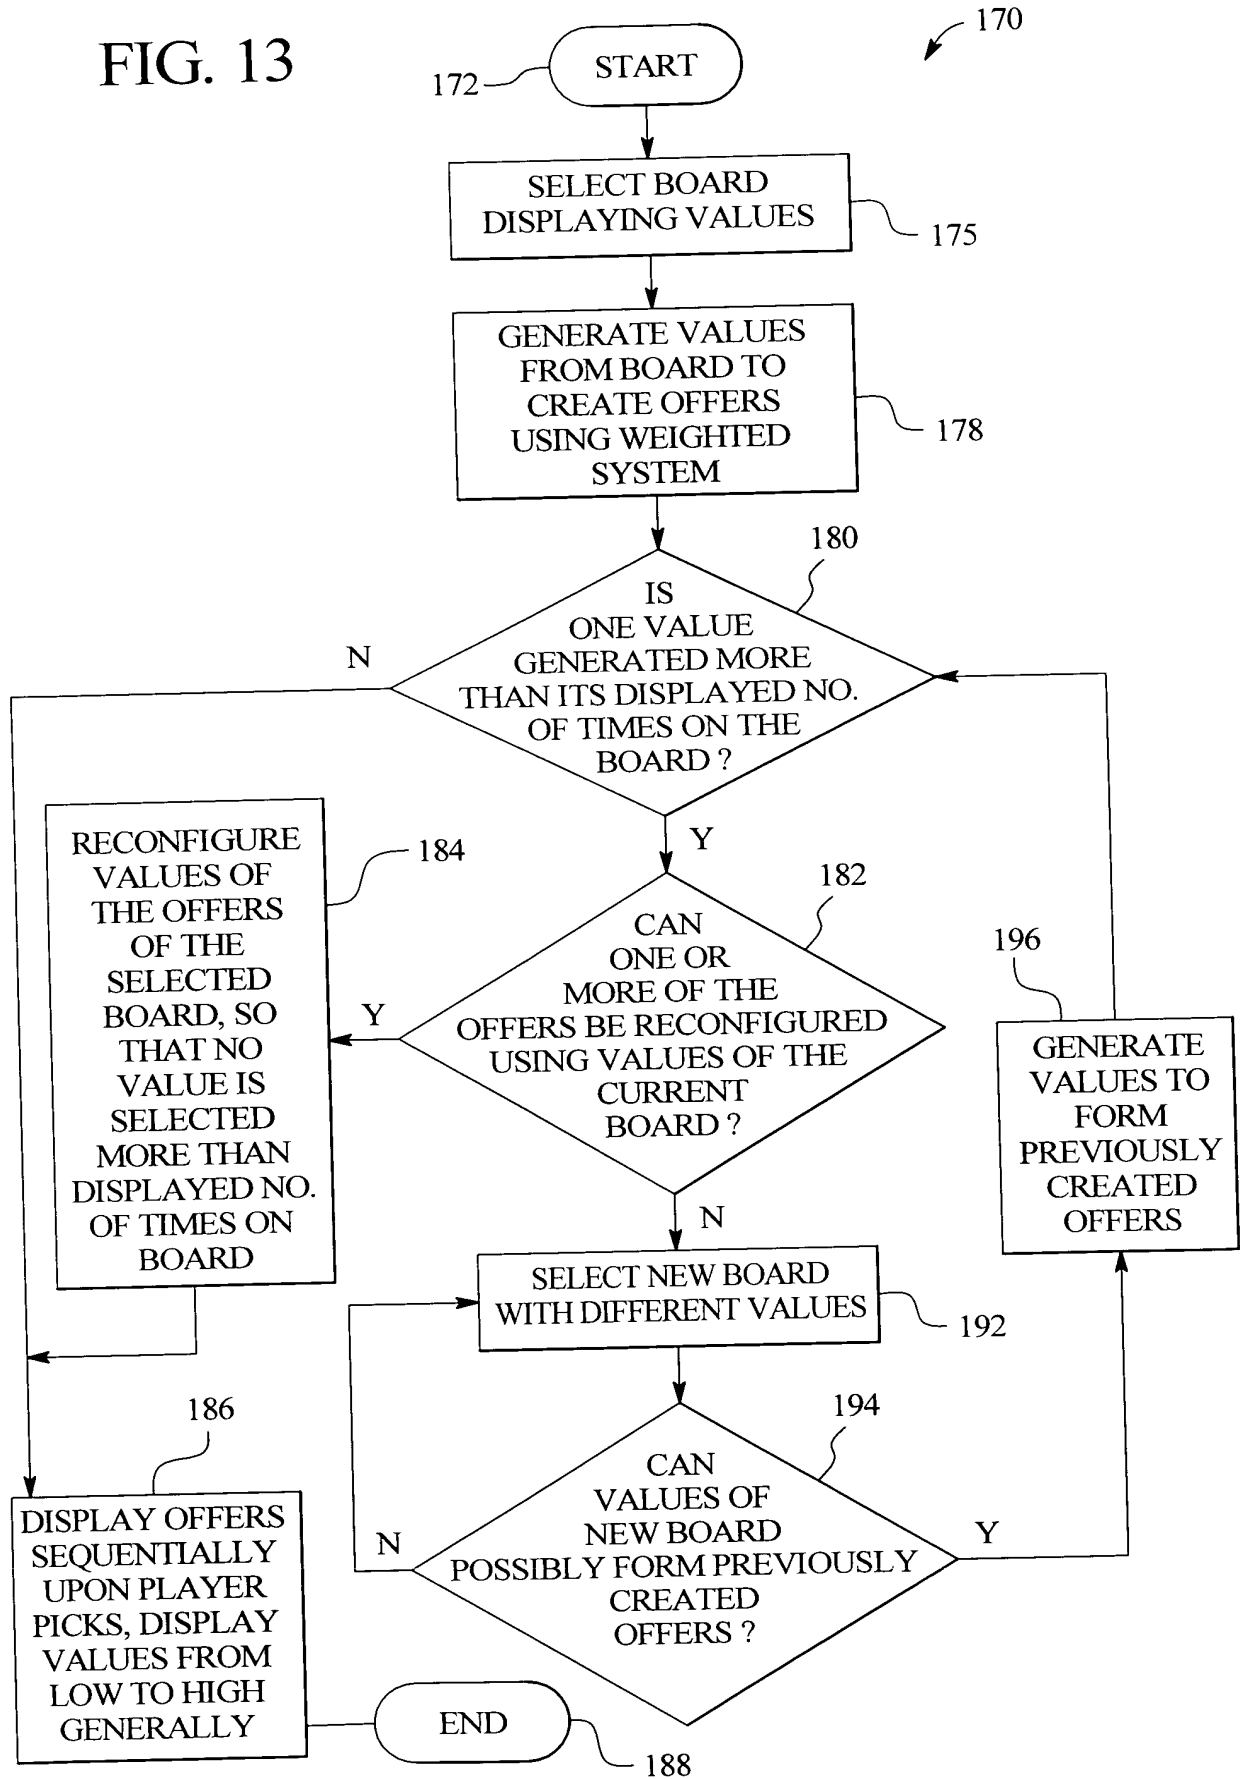 FIG. 13
170
172
START
SELECT BOARD
DISPLAYING VALUES
175
GENERATE VALUES
FROM BOARD TO
CREATE OFFERS
USING WEIGHTED
SYSTEM
178
180
IS
ONE VALUE
GENERATED MORE
THAN ITS DISPLAYED NO.
OF TIMES ON THE
BOARD ?
N
Y
182
CAN
ONE OR
MORE OF THE
OFFERS BE RECONFIGURED
USING VALUES OF THE
CURRENT
BOARD ?
Y
N
184
RECONFIGURE
VALUES OF
THE OFFERS
OF THE
SELECTED
BOARD, SO
THAT NO
VALUE IS
SELECTED
MORE THAN
DISPLAYED NO.
OF TIMES ON
BOARD
196
GENERATE
VALUES TO
FORM
PREVIOUSLY
CREATED
OFFERS
SELECT NEW BOARD
WITH DIFFERENT VALUES
192
194
CAN
VALUES OF
NEW BOARD
POSSIBLY FORM PREVIOUSLY
CREATED
OFFERS ?
N
Y
186
DISPLAY OFFERS
SEQUENTIALLY
UPON PLAYER
PICKS, DISPLAY
VALUES FROM
LOW TO HIGH
GENERALLY
END
188